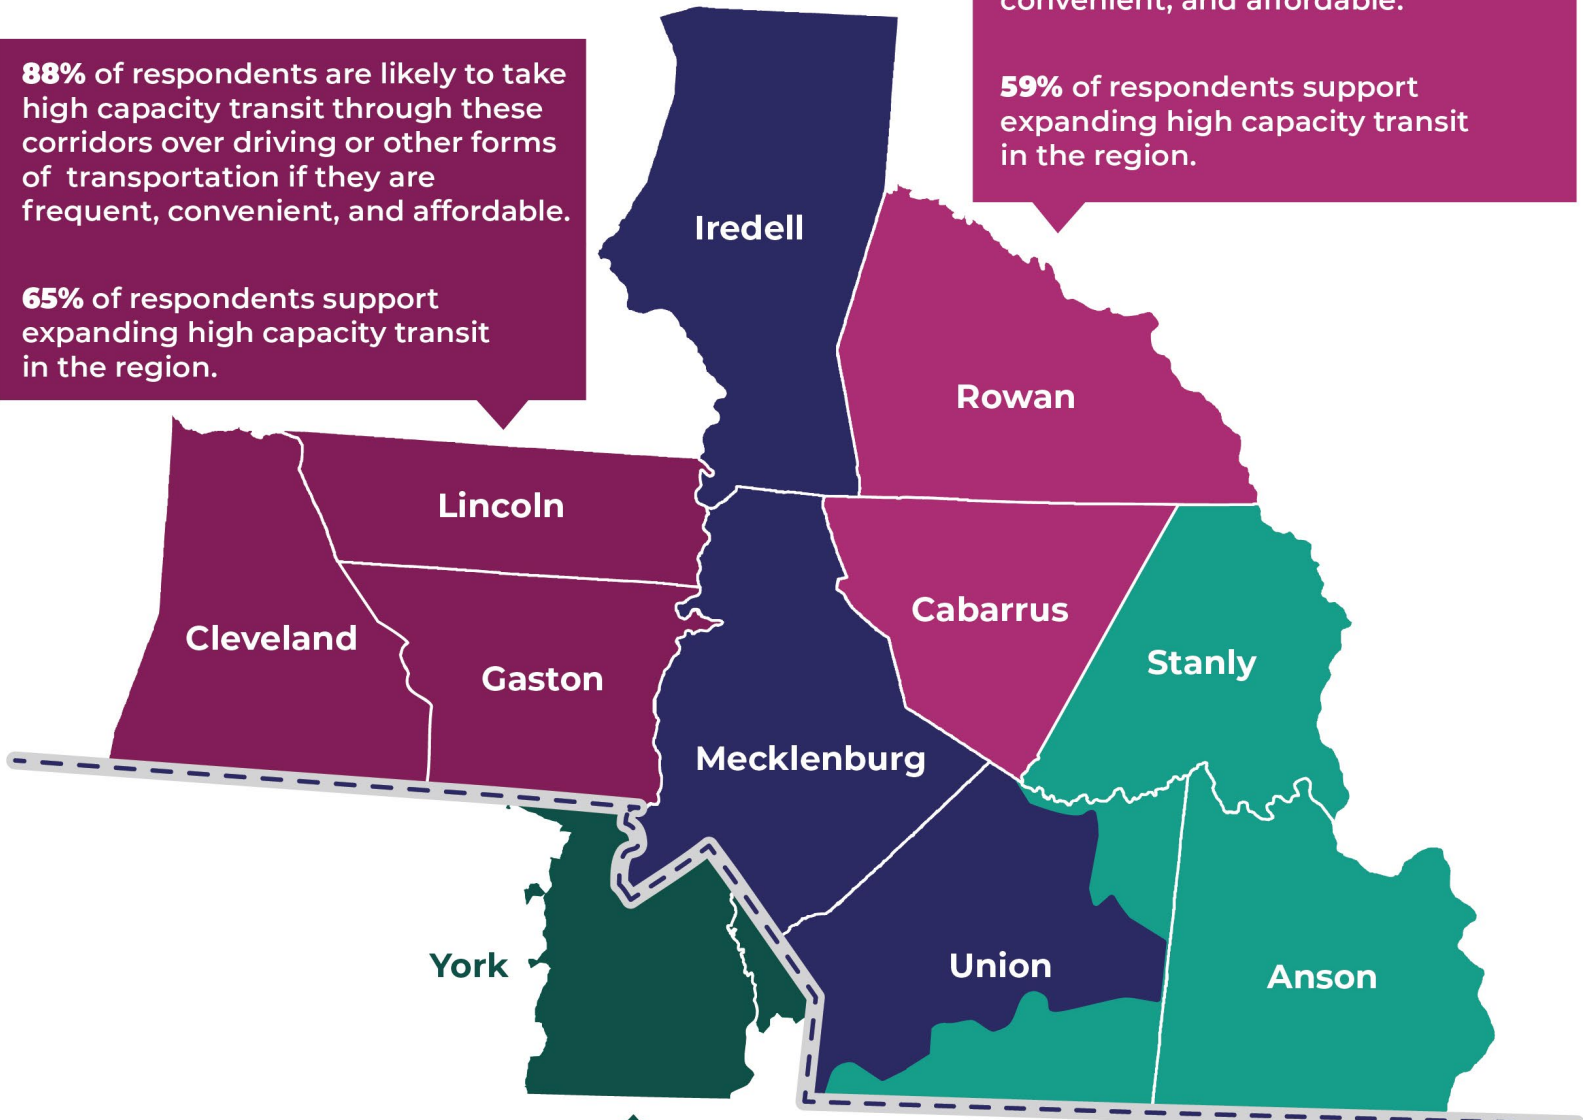 88% of respondents are likely to take
high capacity transit through these
corridors over driving or other forms
of transportation if they are
frequent, convenient, and affordable.
65% of respondents support
expanding high capacity transit
in the region.
convenient, and affordable.
59% of respondents support
expanding high capacity transit
in the region.
Iredell
Rowan
Lincoln
Cabarrus
Cleveland
Stanly
Gaston
Mecklenburg
York
Union
Anson